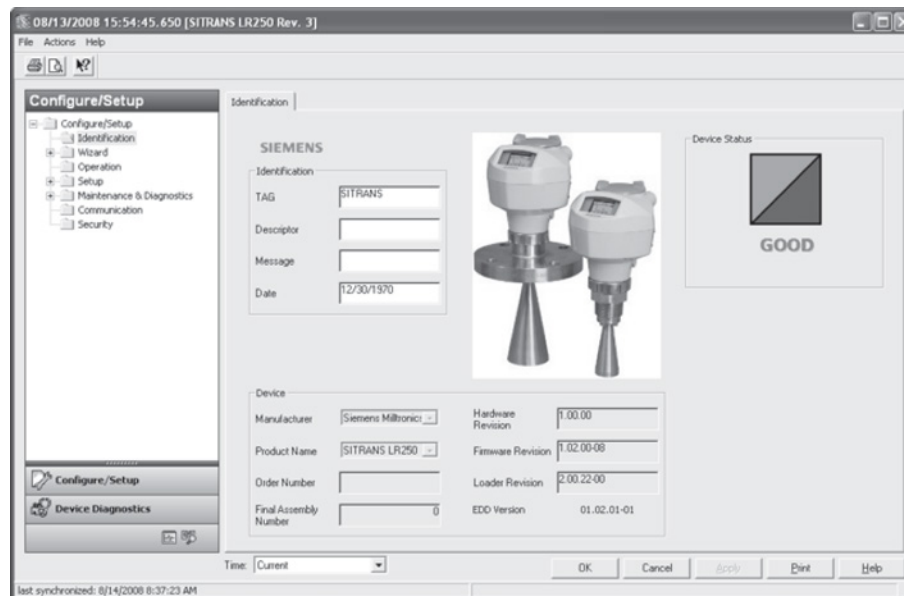 08/13/2008 15:54:45.650 [SITRANS LR250 Rev. 3]
File Actions Help
Configure/Setup
Configure/Setup
Identification
Wizard
Operation
Setup
Maintenance & Diagnostics
Communication
Security
Configure/Setup
Device Diagnostics
Identification
SIEMENS
Identification
TAG SITRANS
Descriptor
Message
Date 12/30/1970
Device Status
GOOD
Device
Manufacturer Siemens Milltronics
Product Name SITRANS LR250
Order Number
Final Assembly Number 0
Hardware Revision 1.00.00
Firmware Revision 1.02.00-08
Loader Revision 2.00.22-00
EDD Version 01.02.01-01
Time: Current
OK Cancel Apply Print Help
last synchronized: 8/14/2008 8:37:23 AM